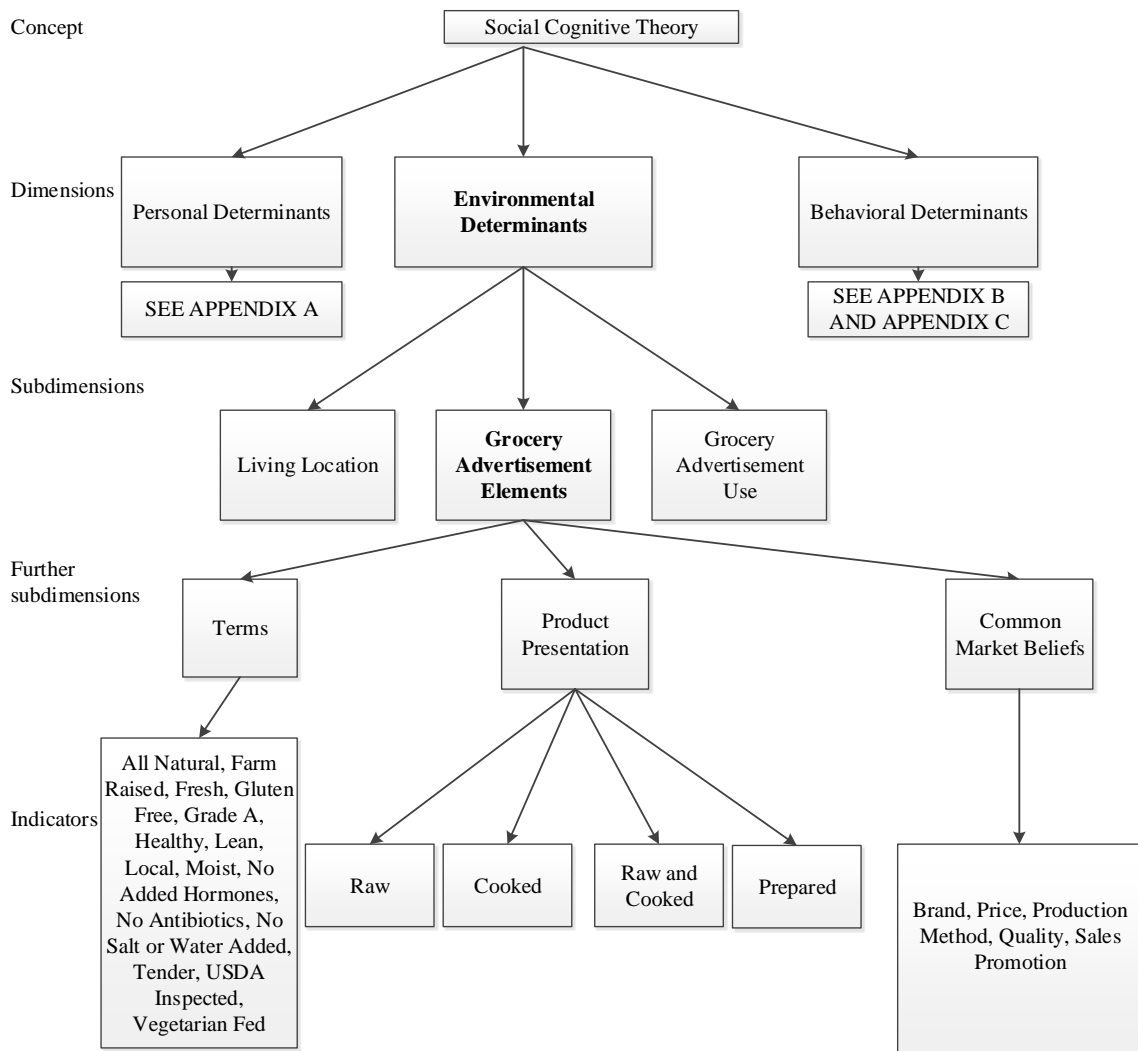 Concept
Social Cognitive Theory
Dimensions
Personal Determinants
Environmental
Determinants
Behavioral Determinants
SEE APPENDIX A
SEE APPENDIX B
AND APPENDIX C
Subdimensions
Living Location
Grocery
Advertisement
Elements
Grocery
Advertisement
Use
Further
subdimensions
Terms
Product
Presentation
Common
Market Beliefs
Indicators
All Natural, Farm
Raised, Fresh, Gluten
Free, Grade A,
Healthy, Lean,
Local, Moist, No
Added Hormones,
No Antibiotics, No
Salt or Water Added,
Tender, USDA
Inspected,
Vegetarian Fed
Raw
Cooked
Raw and
Cooked
Prepared
Brand, Price, Production
Method, Quality, Sales
Promotion